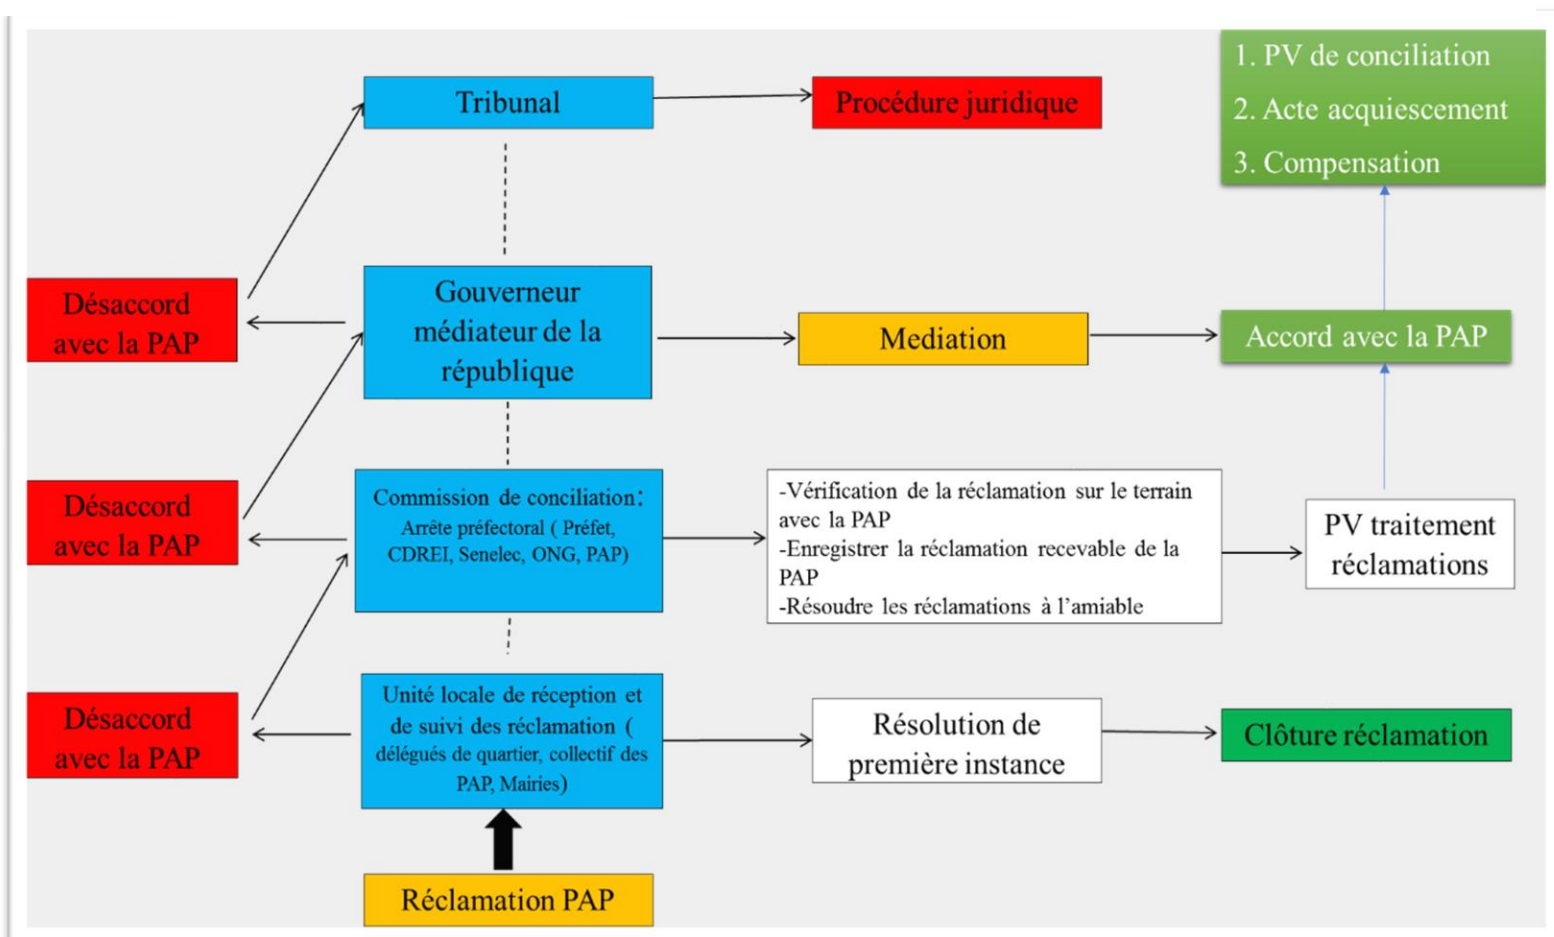 Tribunal
Procédure juridique
1. PV de conciliation
2. Acte acquiescement
3. Compensation
Désaccord
avec la PAP
Gouverneur
médiateur de la
république
Mediation
Accord avec la PAP
Désaccord
avec la PAP
Commission de conciliation:
Arrête préfectoral ( Préfet,
CDREI, Senelec, ONG, PAP)
-Vérification de la réclamation sur le terrain
avec la PAP
-Enregistrer la réclamation recevable de la
PAP
-Résoudre les réclamations à l’amiable
PV traitement
réclamations
Désaccord
avec la PAP
Unité locale de réception et
de suivi des réclamation (
délégués de quartier, collectif des
PAP, Mairies)
Résolution de
première instance
Clôture réclamation
Réclamation PAP